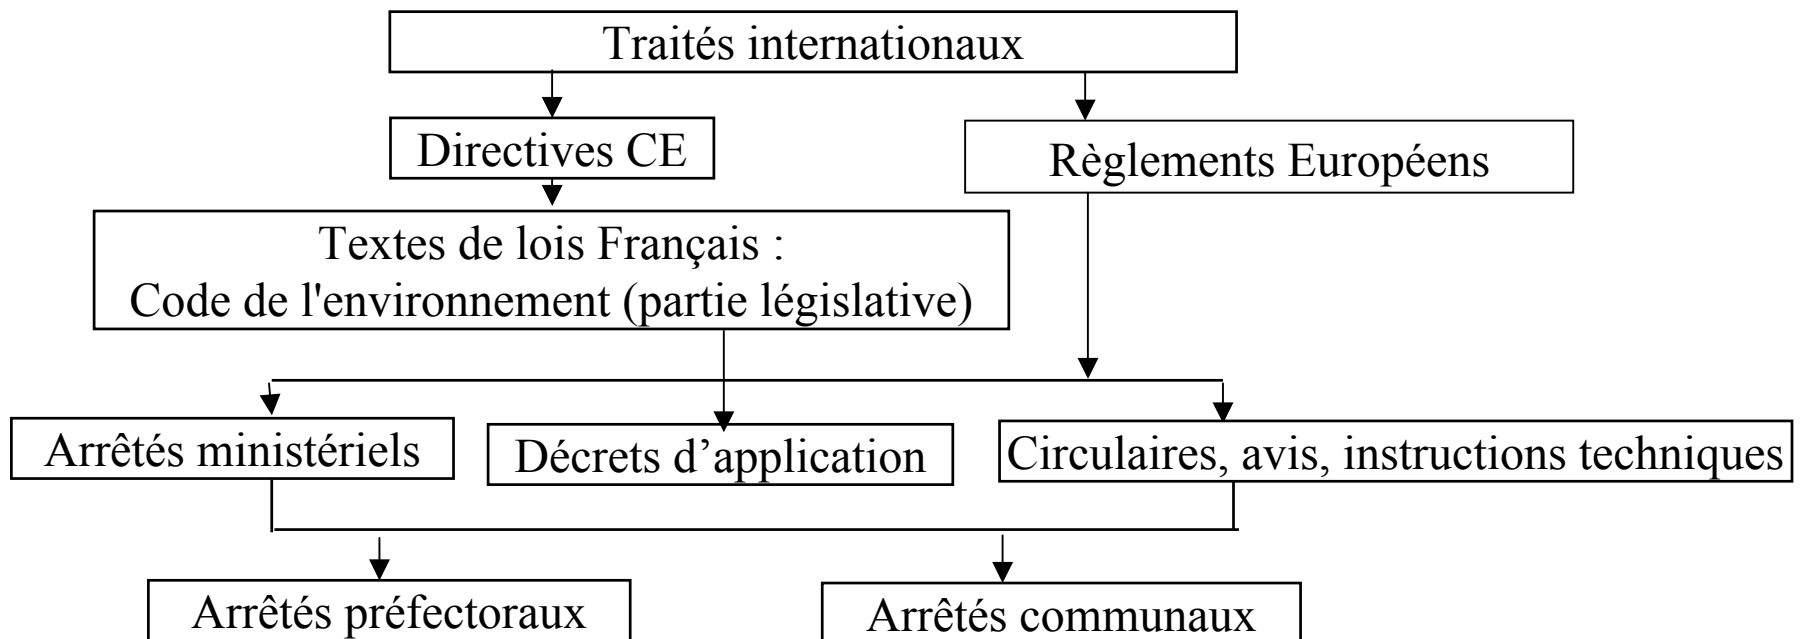 Traités internationaux
Directives CE
Règlements Européens
Textes de lois Français :
Code de l'environnement (partie législative)
Arrêtés ministériels
Décrets d’application
Circulaires, avis, instructions techniques
Arrêtés préfectoraux
Arrêtés communaux